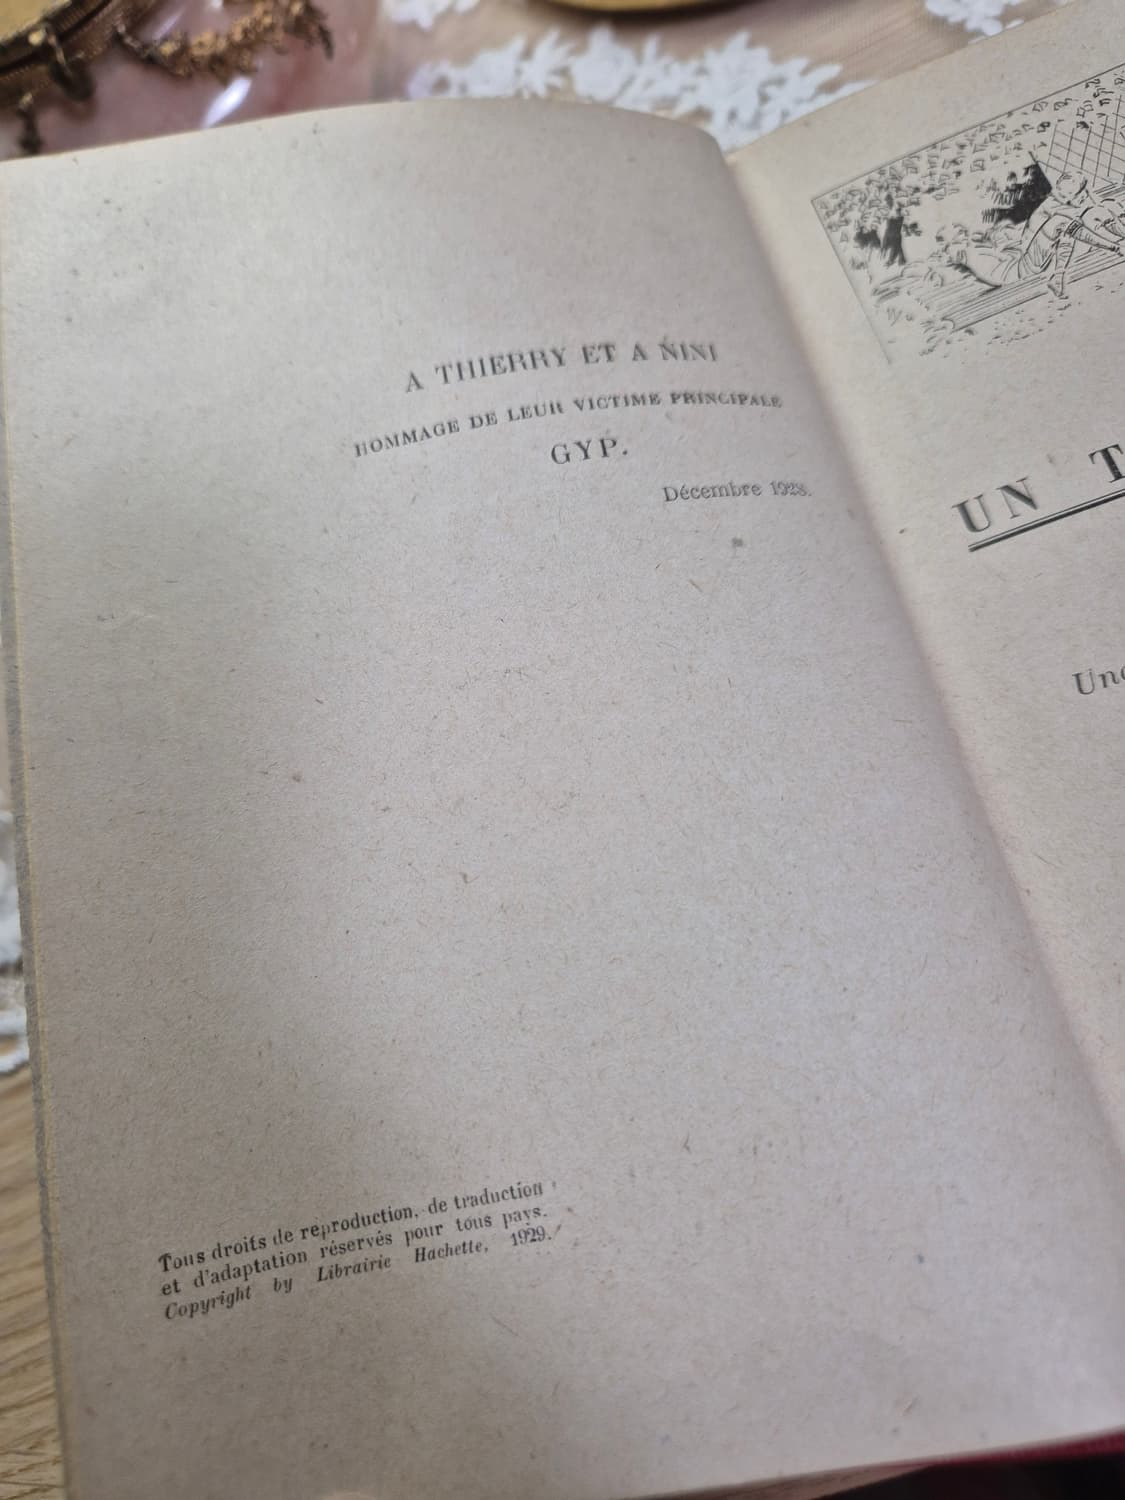 A THIERRY ET A NINI
HOMMAGE DE LEUR VICTIME PRINCIPALE
GYP.
Décembre 1928.
Tous droits de reproduction, de traduction
et d'adaptation réservés pour tous pays.
Copyright by Librairie Hachette, 1929.
UN T
Une